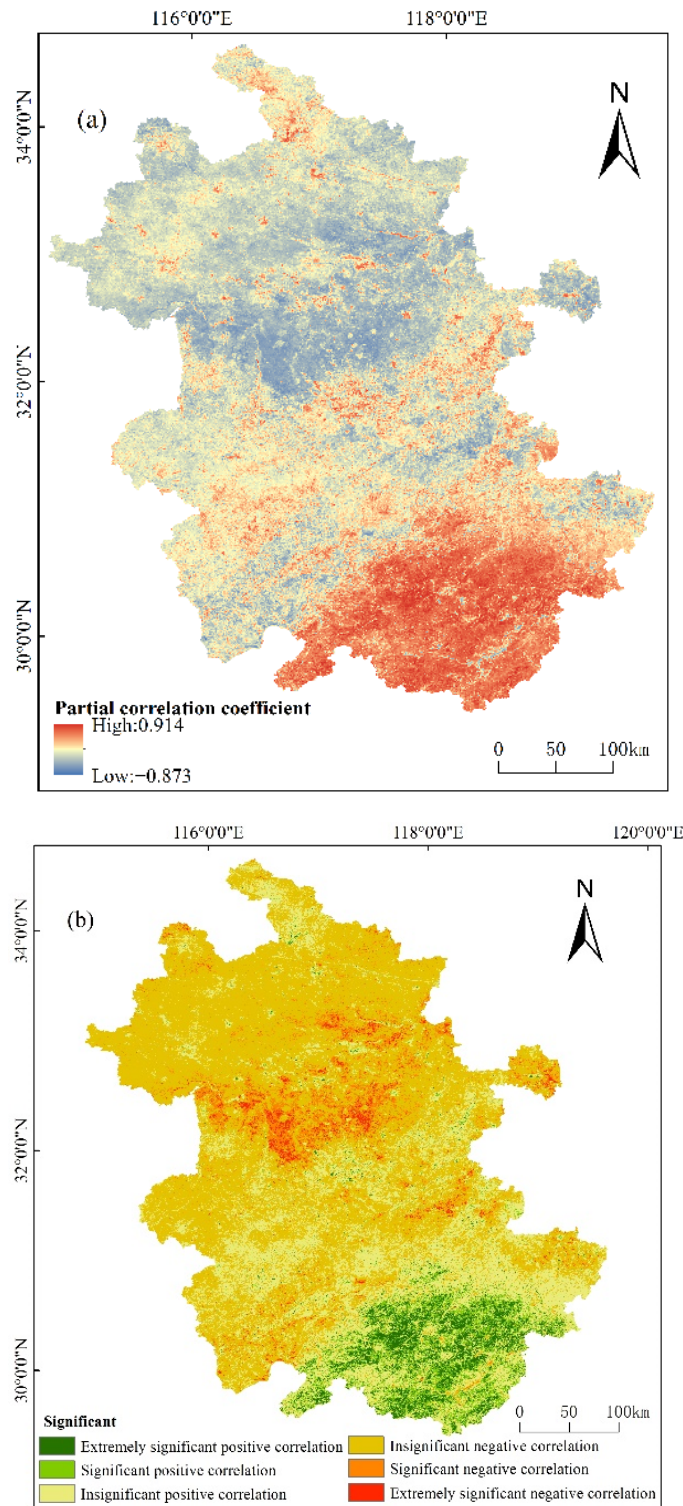 116°0'0"E 118°0'0"E
(a)
N
34°0'0"N
32°0'0"N
30°0'0"N
Partial correlation coefficient
High:0.914
Low:−0.873
0 50 100km
116°0'0"E 118°0'0"E 120°0'0"E
(b)
N
34°0'0"N
32°0'0"N
30°0'0"N
Significant
0 50 100km
Extremely significant positive correlation
Significant positive correlation
Insignificant positive correlation
Insignificant negative correlation
Significant negative correlation
Extremely significant negative correlation